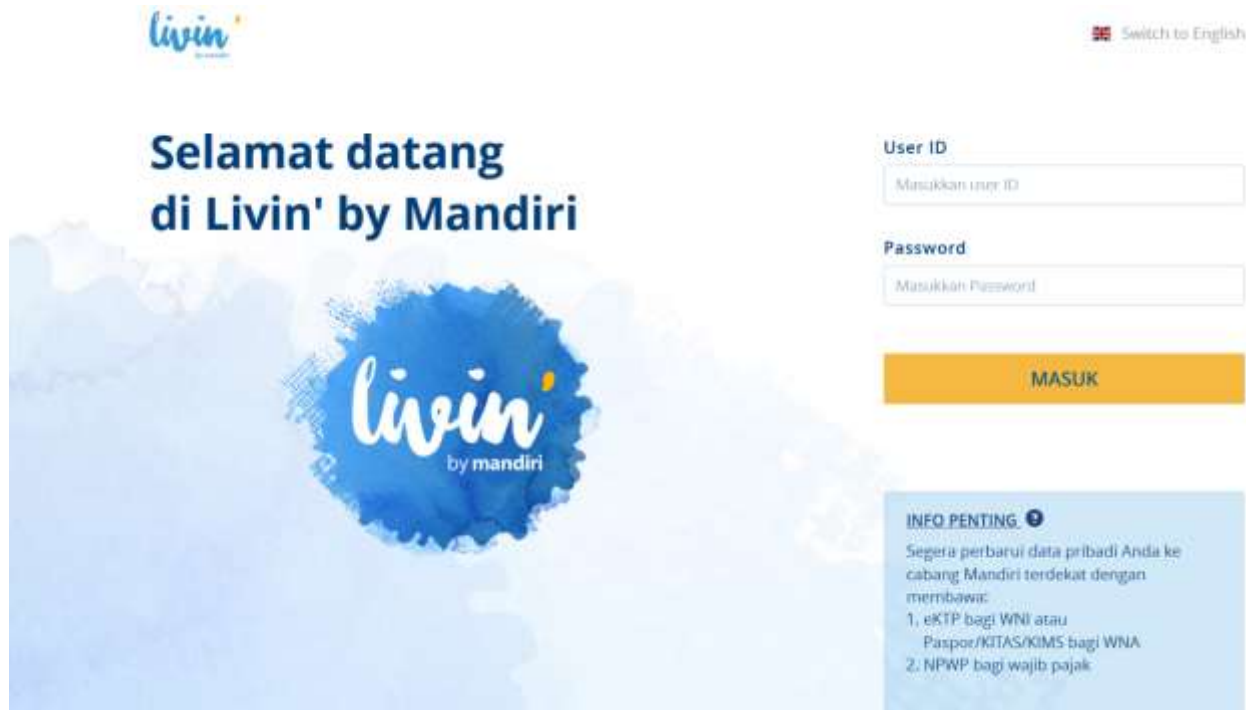 livin'
by mandiri
Switch to English
Selamat datang
di Livin' by Mandiri
livin'
by mandiri
User ID
Masukkan user ID
Password
Masukkan Password
MASUK
INFO PENTING ?
Segera perbarui data pribadi Anda ke
cabang Mandiri terdekat dengan
membawa:
1. eKTP bagi WNI atau
Paspor/KITAS/KIMS bagi WNA
2. NPWP bagi wajib pajak